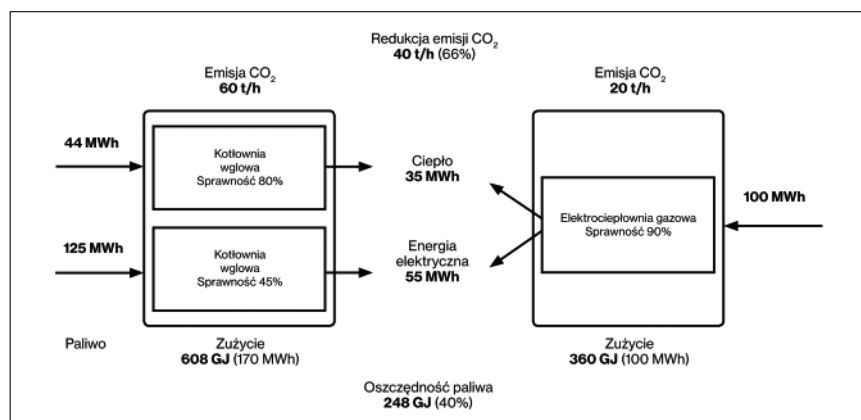 Redukcja emisji CO₂
40 t/h (66%)
Emisja CO₂
60 t/h
Emisja CO₂
20 t/h
44 MWh
Kotłownia
wglowa
Sprawność 80%
Ciepło
35 MWh
Elektrociepłownia gazowa
Sprawność 90%
100 MWh
125 MWh
Kotłownia
wglowa
Sprawność 45%
Energia
elektryczna
55 MWh
Paliwo
Zużycie
608 GJ (170 MWh)
Zużycie
360 GJ (100 MWh)
Oszczędność paliwa
248 GJ (40%)